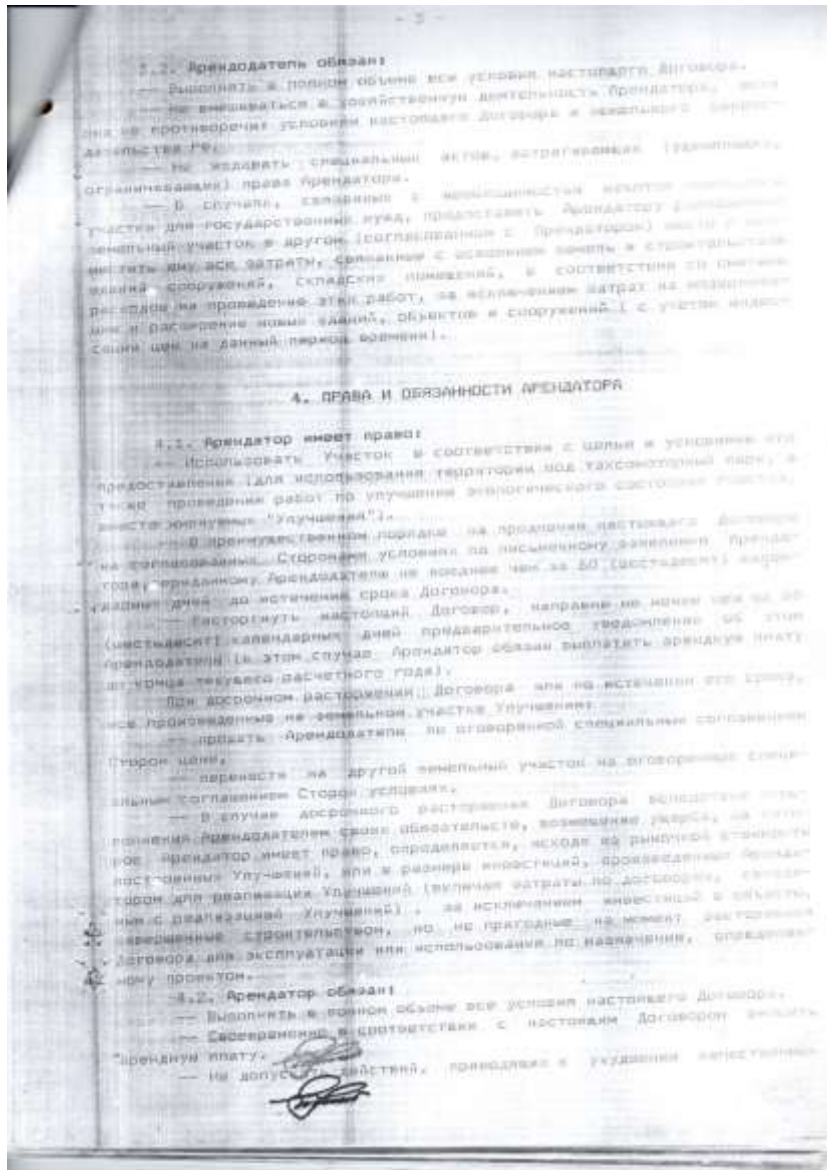 - 3 -
3.2. Арендодатель обязан:
-- Выполнять в полном объеме все условия настоящего Договора.
-- Не вмешиваться в хозяйственную деятельность Арендатора, если
она не противоречит условиям настоящего Договора и земельного законо-
дательства РФ.
-- Не издавать специальных актов, затрагивающих (ущемляющих,
ограничивающих) права Арендатора.
-- В случаях, связанных с необходимостью изъятия
участка для государственных нужд, предоставить Арендатору
земельный участок в другом (согласованном с Арендатором) месте и воз-
местить ему все затраты, связанные с освоением земель и строительством
зданий, сооружений, складских помещений, в соответствии со сметами
расходов на проведение этих работ, за исключением затрат на модерниза-
цию и расширение новых зданий, объектов и сооружений ( с учетом индек-
сации цен на данный период времени).
4. ПРАВА И ОБЯЗАННОСТИ АРЕНДАТОРА
4.1. Арендатор имеет право:
-- Использовать Участок в соответствии с целью и условиями его
предоставления (для использования территории под таксомоторный парк, а
также проведения работ по улучшению экологического состояния Участка,
вместе именуемых "Улучшения").
-- В преимущественном порядке на продление настоящего Договора
на согласованных Сторонами условиях по письменному заявлению Аренда-
тора, переданному Арендодателю не позднее чем за 60 (шестьдесят) кален-
дарных дней до истечения срока Договора.
-- Расторгнуть настоящий Договор, направив не менее чем за 60
(шестьдесят) календарных дней предварительное уведомление об этом
Арендодателю (в этом случае Арендатор обязан выплатить арендную плату
до конца текущего расчетного года).
При досрочном расторжении Договора или по истечении его срока,
все произведенные на земельном участке Улучшения:
-- продать Арендодателю по оговоренной специальным соглашением
Сторон цене,
-- перенести на другой земельный участок на оговоренных специ-
альным соглашением Сторон условиях.
-- В случае досрочного расторжения Договора вследствие невы-
полнения Арендодателем своих обязательств, возмещение ущерба, на кото-
рое Арендатор имеет право, определяется, исходя из рыночной стоимости
построенных Улучшений, или в размере инвестиций, произведенных Аренда-
тором для реализации Улучшений (включая затраты по договорам, связан-
ным с реализацией Улучшений) , за исключением инвестиций в объекты,
завершенные строительством, но не пригодные на момент расторжения
Договора для эксплуатации или использования по назначению, определен-
ному проектом.
4.2. Арендатор обязан:
-- Выполнять в полном объеме все условия настоящего Договора.
-- Своевременно в соответствии с настоящим Договором вносить
арендную плату.
-- Не допускать действий, приводящих к ухудшению качественных